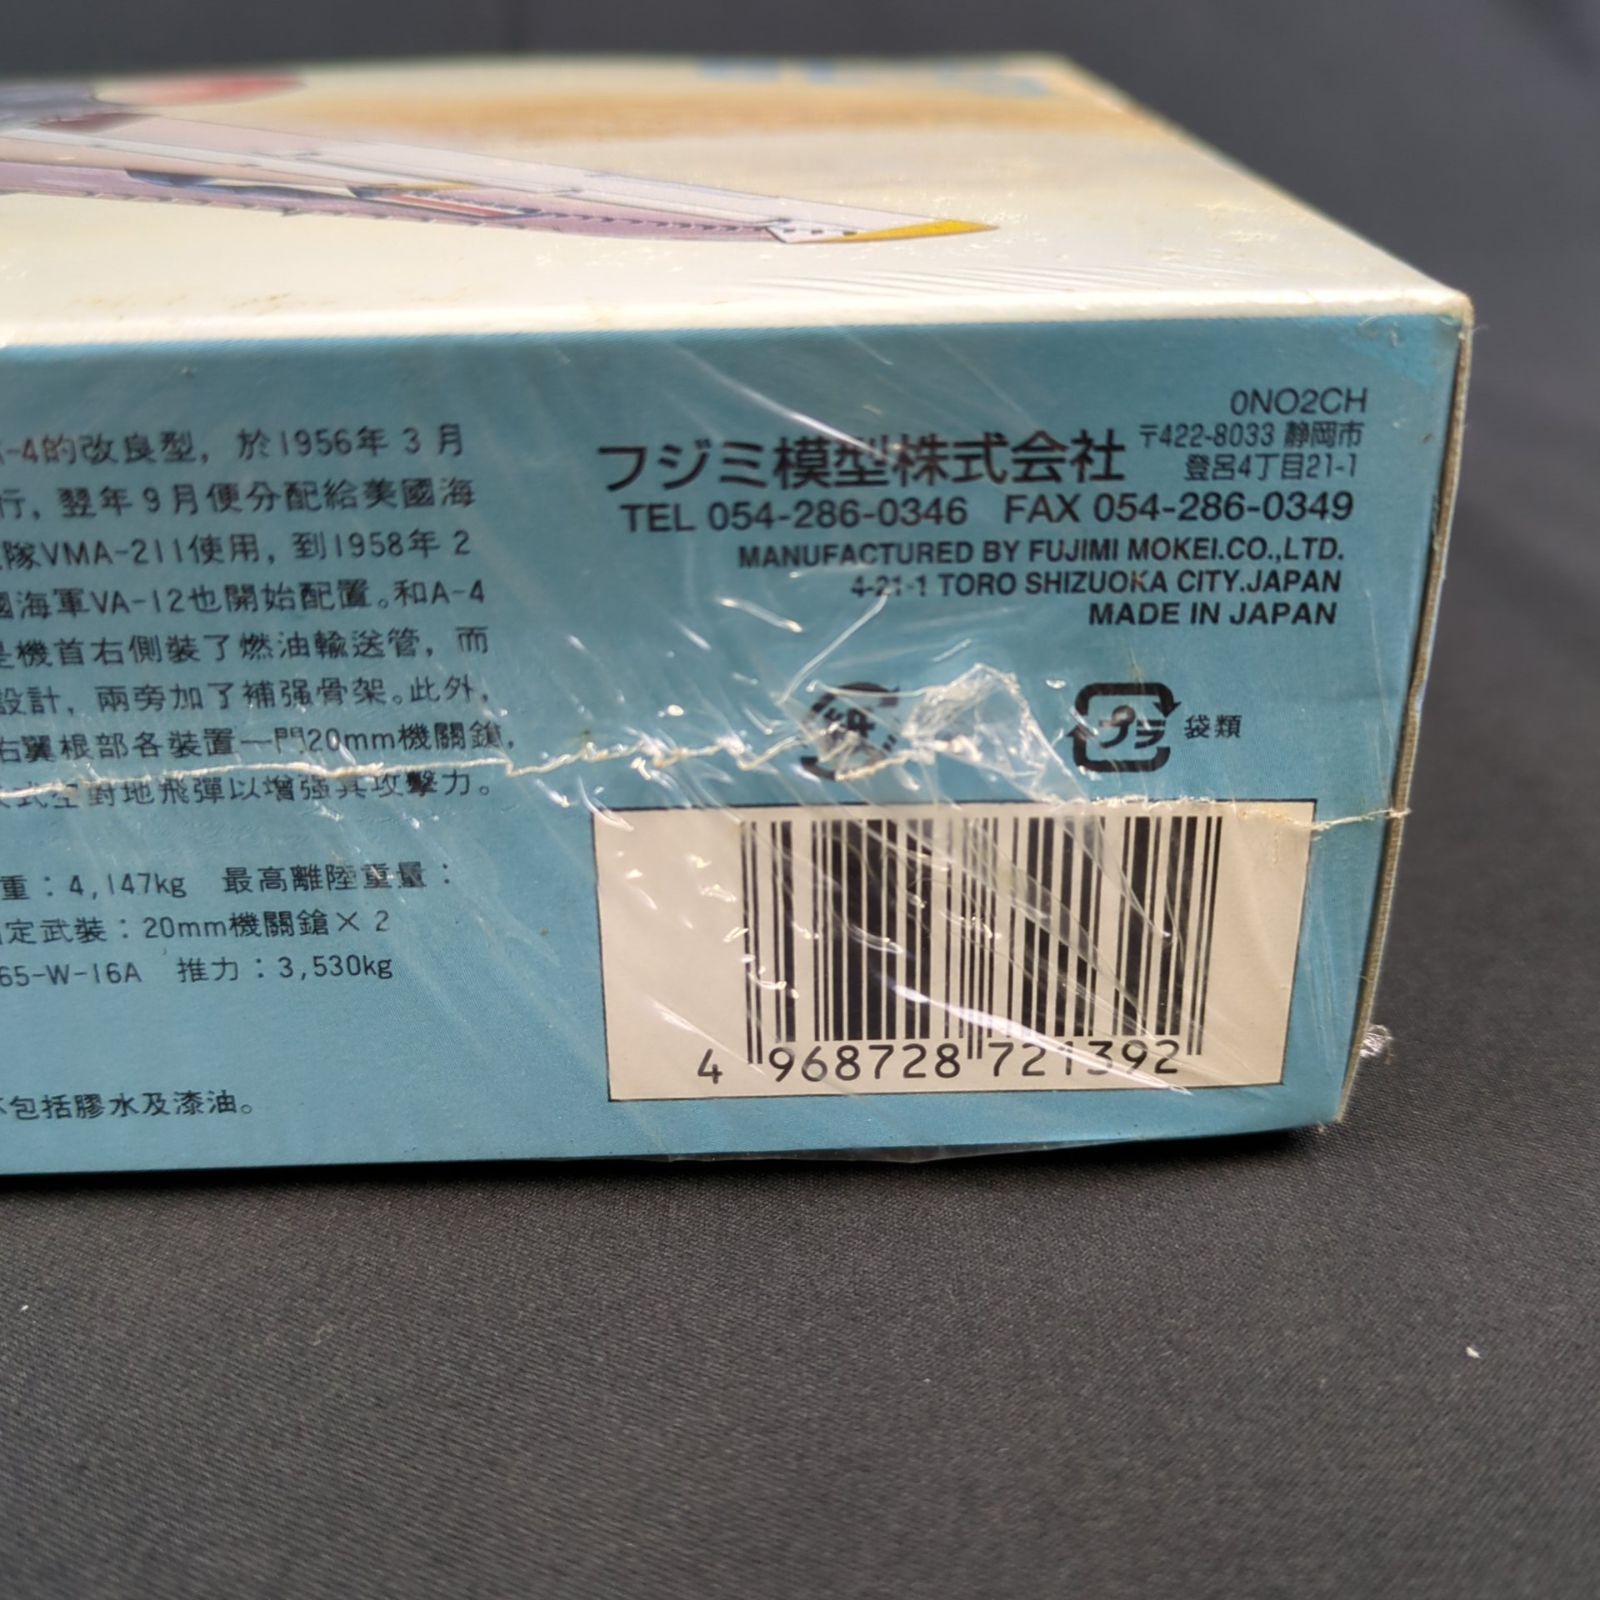 -4的改良型，於1956年3月
行，翌年9月便分配給美國海
隊VMA-211使用，到1958年2
國海軍VA-12也開始配置。和A-4
是機首右側裝了燃油輸送管，而
設計，兩旁加了補强骨架。此外，
右翼根部各裝置一門20mm機關鎗，
式空對地飛彈以增强其攻擊力。
重：4,147kg 最高離陸重量：
定武裝：20mm機關鎗×2
65-W-16A 推力：3,530kg
不包括膠水及漆油。
0NO2CH
フジミ模型株式会社 〒422-8033 静岡市
登呂4丁目21-1
TEL 054-286-0346 FAX 054-286-0349
MANUFACTURED BY FUJIMI MOKEI.CO.,LTD.
4-21-1 TORO SHIZUOKA CITY.JAPAN
MADE IN JAPAN
プラ 袋類
4 968728 721392